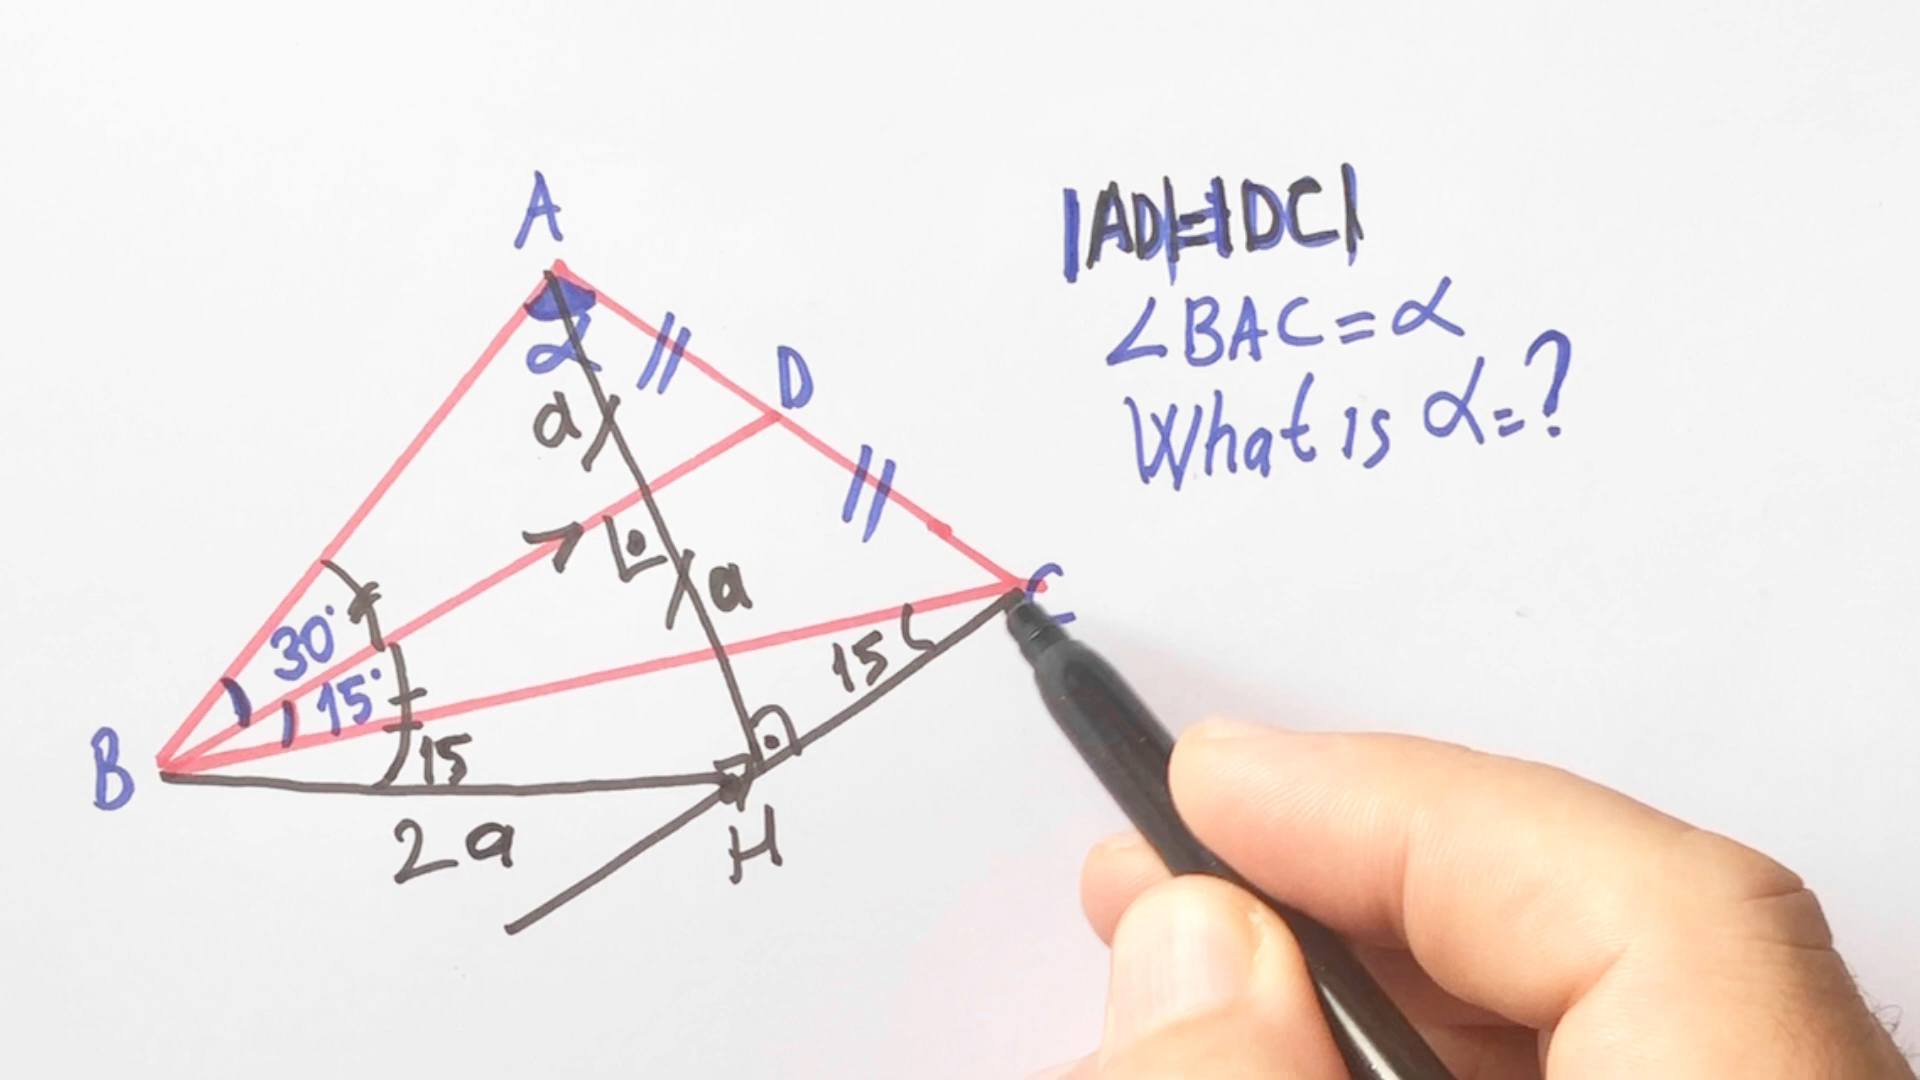 A
|AD|=|DC|
∠BAC=α
What is α=?
α
D
a
a
C
30°
15°
15
15
B
2a
H